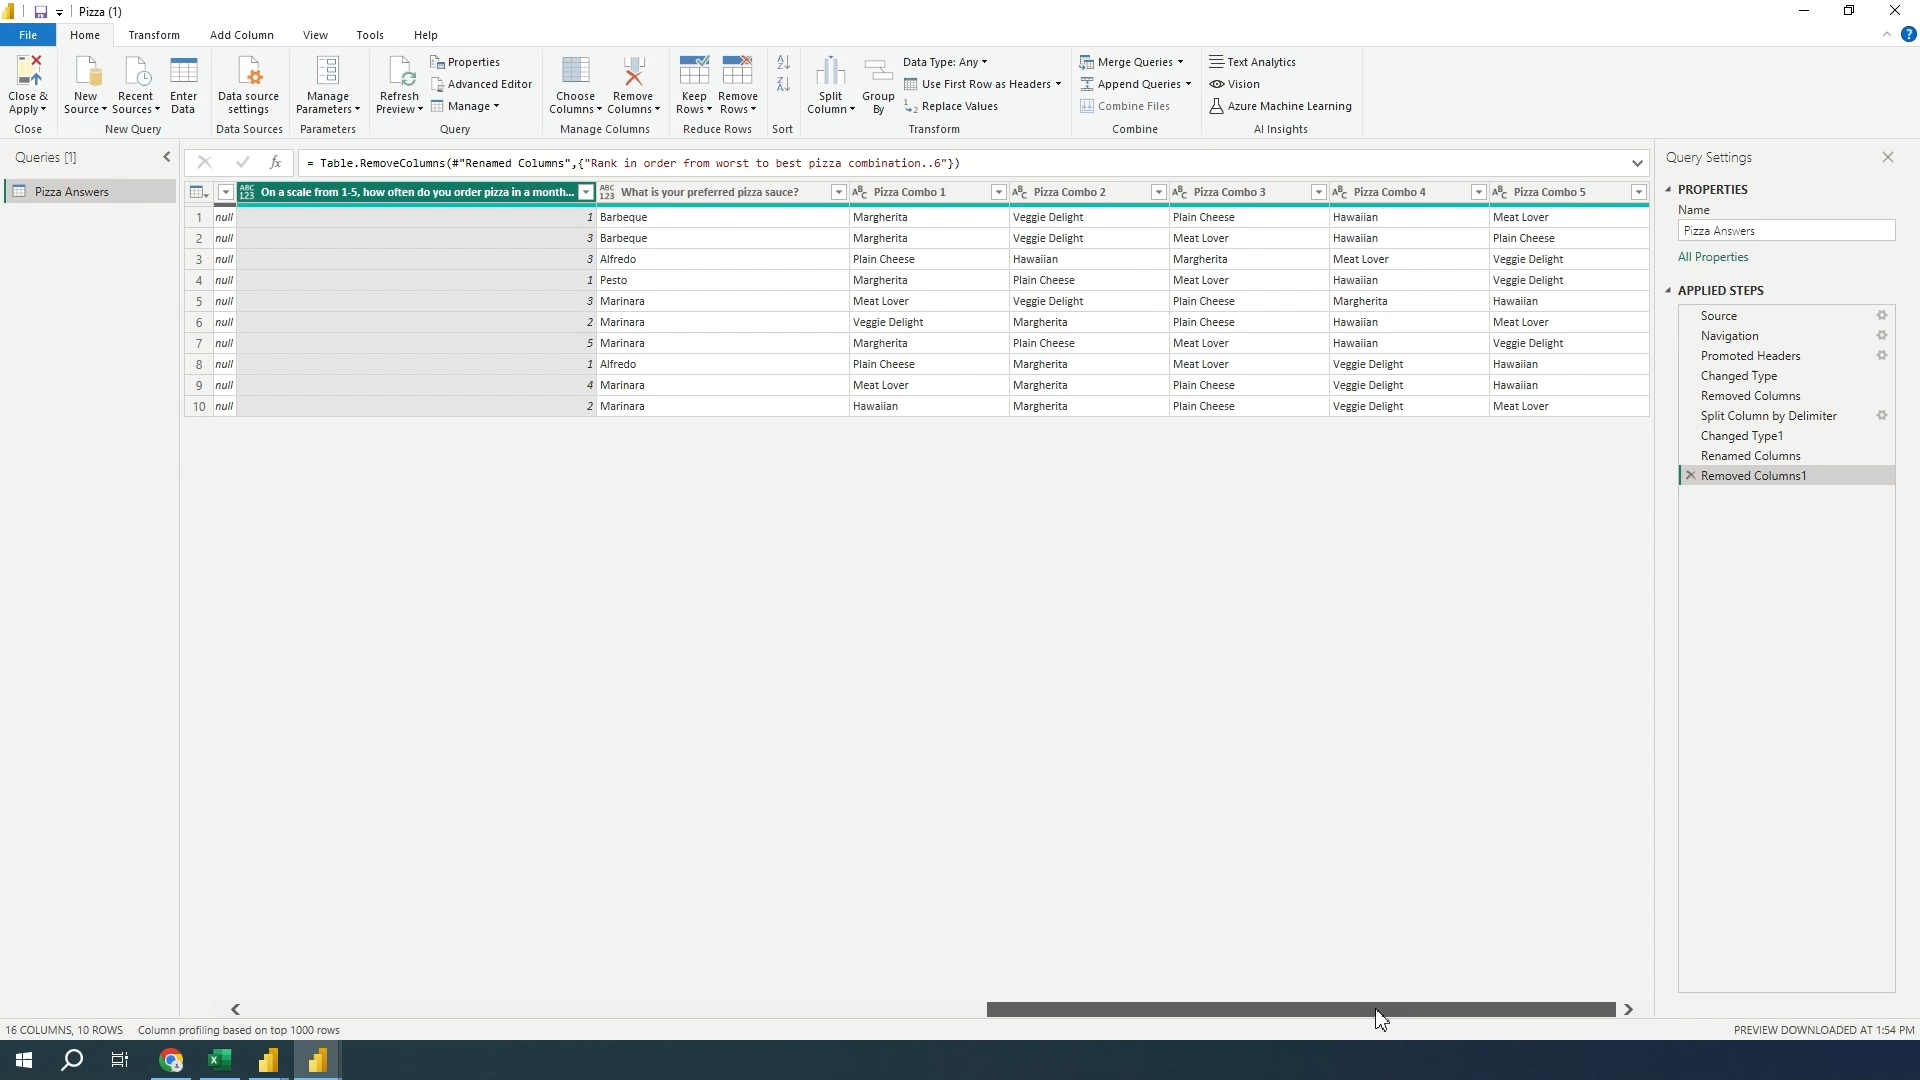 Pizza (1)
File Home Transform Add Column View Tools Help
Close & Apply
Close
New Source
Recent Sources
Enter Data
New Query
Data source settings
Data Sources
Manage Parameters
Parameters
Refresh Preview
Properties
Advanced Editor
Manage
Query
Choose Columns
Remove Columns
Manage Columns
Keep Rows
Remove Rows
Reduce Rows
Sort
Split Column
Group By
Data Type: Any
Use First Row as Headers
Replace Values
Transform
Merge Queries
Append Queries
Combine Files
Combine
Text Analytics
Vision
Azure Machine Learning
AI Insights
Queries [1]
Pizza Answers
fx = Table.RemoveColumns(#"Renamed Columns",{"Rank in order from worst to best pizza combination..6"})
ABC 123 On a scale from 1-5, how often do you order pizza in a month... ABC 123 What is your preferred pizza sauce? ABC Pizza Combo 1 ABC Pizza Combo 2 ABC Pizza Combo 3 ABC Pizza Combo 4 ABC Pizza Combo 5
1 null 1 Barbeque Margherita Veggie Delight Plain Cheese Hawaiian Meat Lover
2 null 3 Barbeque Margherita Veggie Delight Meat Lover Hawaiian Plain Cheese
3 null 3 Alfredo Plain Cheese Hawaiian Margherita Meat Lover Veggie Delight
4 null 1 Pesto Margherita Plain Cheese Meat Lover Hawaiian Veggie Delight
5 null 3 Marinara Meat Lover Veggie Delight Plain Cheese Margherita Hawaiian
6 null 2 Marinara Veggie Delight Margherita Plain Cheese Hawaiian Meat Lover
7 null 5 Marinara Margherita Plain Cheese Meat Lover Hawaiian Veggie Delight
8 null 1 Alfredo Plain Cheese Margherita Meat Lover Veggie Delight Hawaiian
9 null 4 Marinara Meat Lover Margherita Plain Cheese Veggie Delight Hawaiian
10 null 2 Marinara Hawaiian Margherita Plain Cheese Veggie Delight Meat Lover
Query Settings
PROPERTIES
Name
Pizza Answers
All Properties
APPLIED STEPS
Source
Navigation
Promoted Headers
Changed Type
Removed Columns
Split Column by Delimiter
Changed Type1
Renamed Columns
Removed Columns1
16 COLUMNS, 10 ROWS Column profiling based on top 1000 rows PREVIEW DOWNLOADED AT 1:54 PM